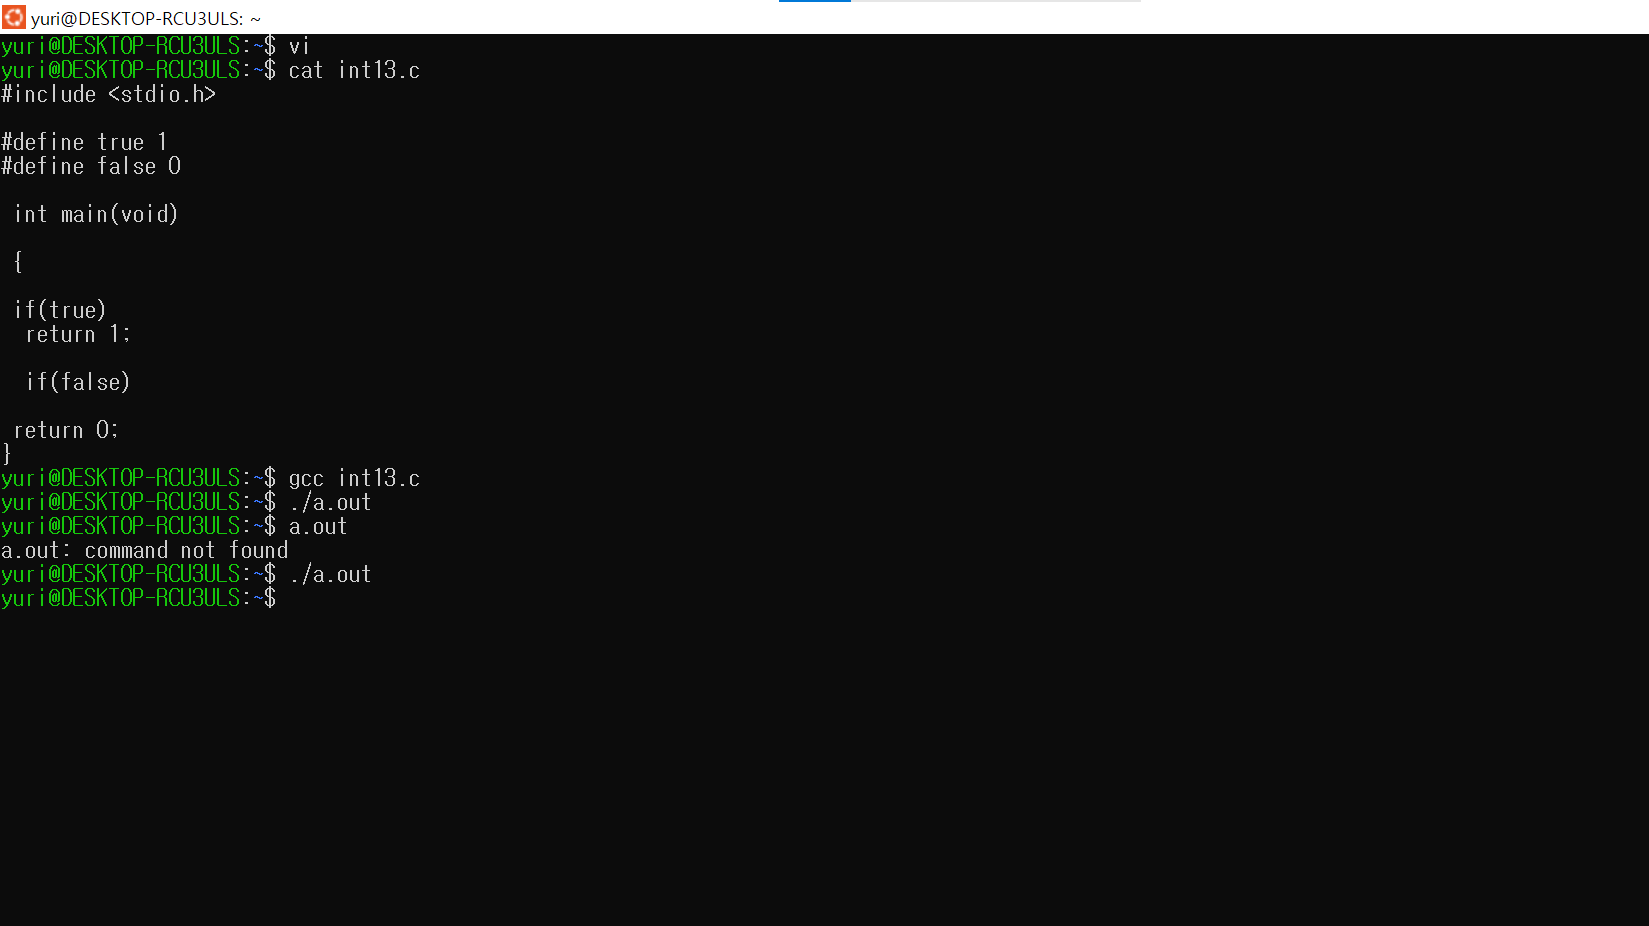 yuri@DESKTOP-RCU3ULS: ~
yuri@DESKTOP-RCU3ULS:~$ vi
yuri@DESKTOP-RCU3ULS:~$ cat int13.c
#include <stdio.h>
#define true 1
#define false 0
int main(void)
{
if(true)
return 1;
if(false)
return 0;
}
yuri@DESKTOP-RCU3ULS:~$ gcc int13.c
yuri@DESKTOP-RCU3ULS:~$ ./a.out
yuri@DESKTOP-RCU3ULS:~$ a.out
a.out: command not found
yuri@DESKTOP-RCU3ULS:~$ ./a.out
yuri@DESKTOP-RCU3ULS:~$